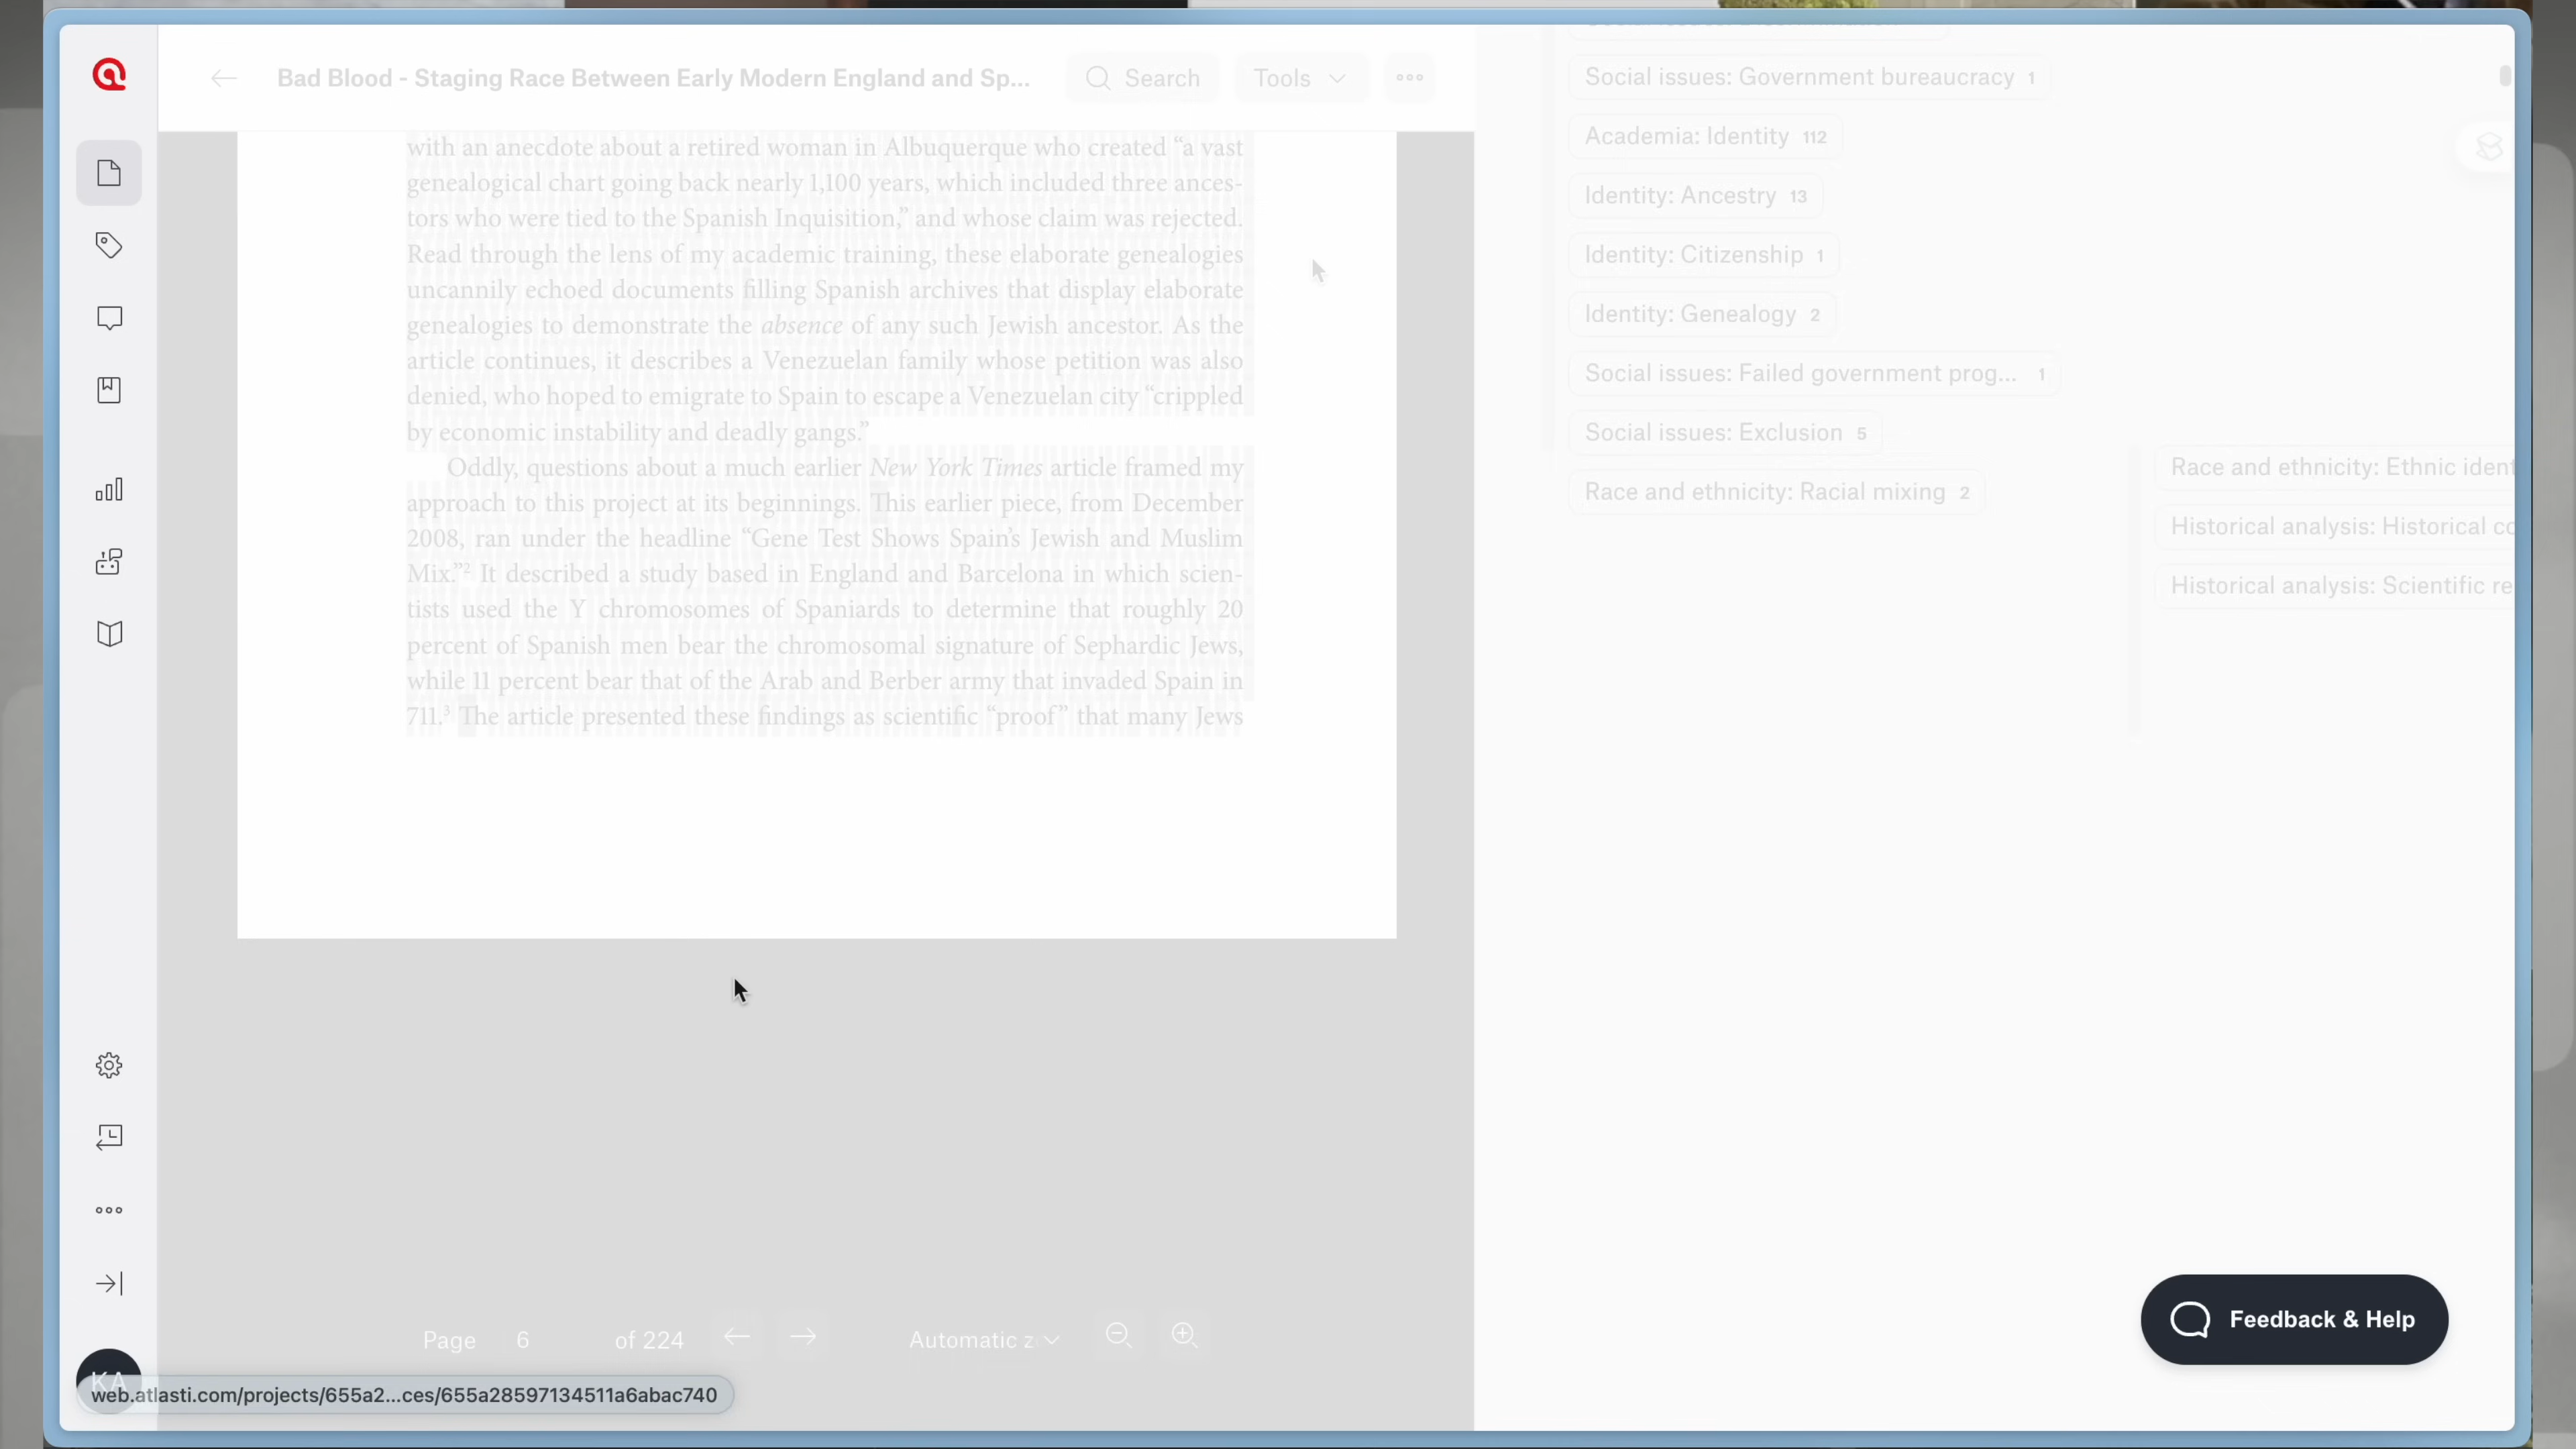 Bad Blood - Staging Race Between Early Modern England and Sp...
Search
Tools
with an anecdote about a retired woman in Albuquerque who created “a vast
genealogical chart going back nearly 1,100 years, which included three ances-
tors who were tied to the Spanish Inquisition,” and whose claim was rejected.
Read through the lens of my academic training, these elaborate genealogies
uncannily echoed documents filling Spanish archives that display elaborate
genealogies to demonstrate the absence of any such Jewish ancestor. As the
article continues, it describes a Venezuelan family whose petition was also
denied, who hoped to emigrate to Spain to escape a Venezuelan city “crippled
by economic instability and deadly gangs.”
Oddly, questions about a much earlier New York Times article framed my
approach to this project at its beginnings. This earlier piece, from December
2008, ran under the headline “Gene Test Shows Spain’s Jewish and Muslim
Mix.”2 It described a study based in England and Barcelona in which scien-
tists used the Y chromosomes of Spaniards to determine that roughly 20
percent of Spanish men bear the chromosomal signature of Sephardic Jews,
while 11 percent bear that of the Arab and Berber army that invaded Spain in
711.3 The article presented these findings as scientific “proof” that many Jews
Social issues: Government bureaucracy 1
Academia: Identity 112
Identity: Ancestry 13
Identity: Citizenship 1
Identity: Genealogy 2
Social issues: Failed government prog... 1
Social issues: Exclusion 5
Race and ethnicity: Racial mixing 2
Race and ethnicity: Ethnic ident
Historical analysis: Historical co
Historical analysis: Scientific re
Page 6 of 224
Automatic z
Feedback & Help
KA
web.atlasti.com/projects/655a2...ces/655a28597134511a6abac740